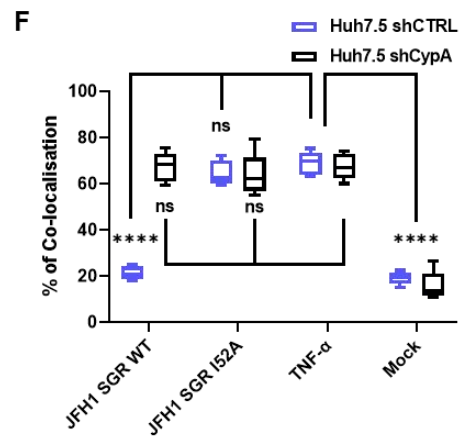 F
Huh7.5 shCTRL
Huh7.5 shCypA
% of Co-localisation
100
80
60
40
20
0
ns
ns
ns
****
****
JFH1 SGR WT
JFH1 SGR I52A
TNF-α
Mock